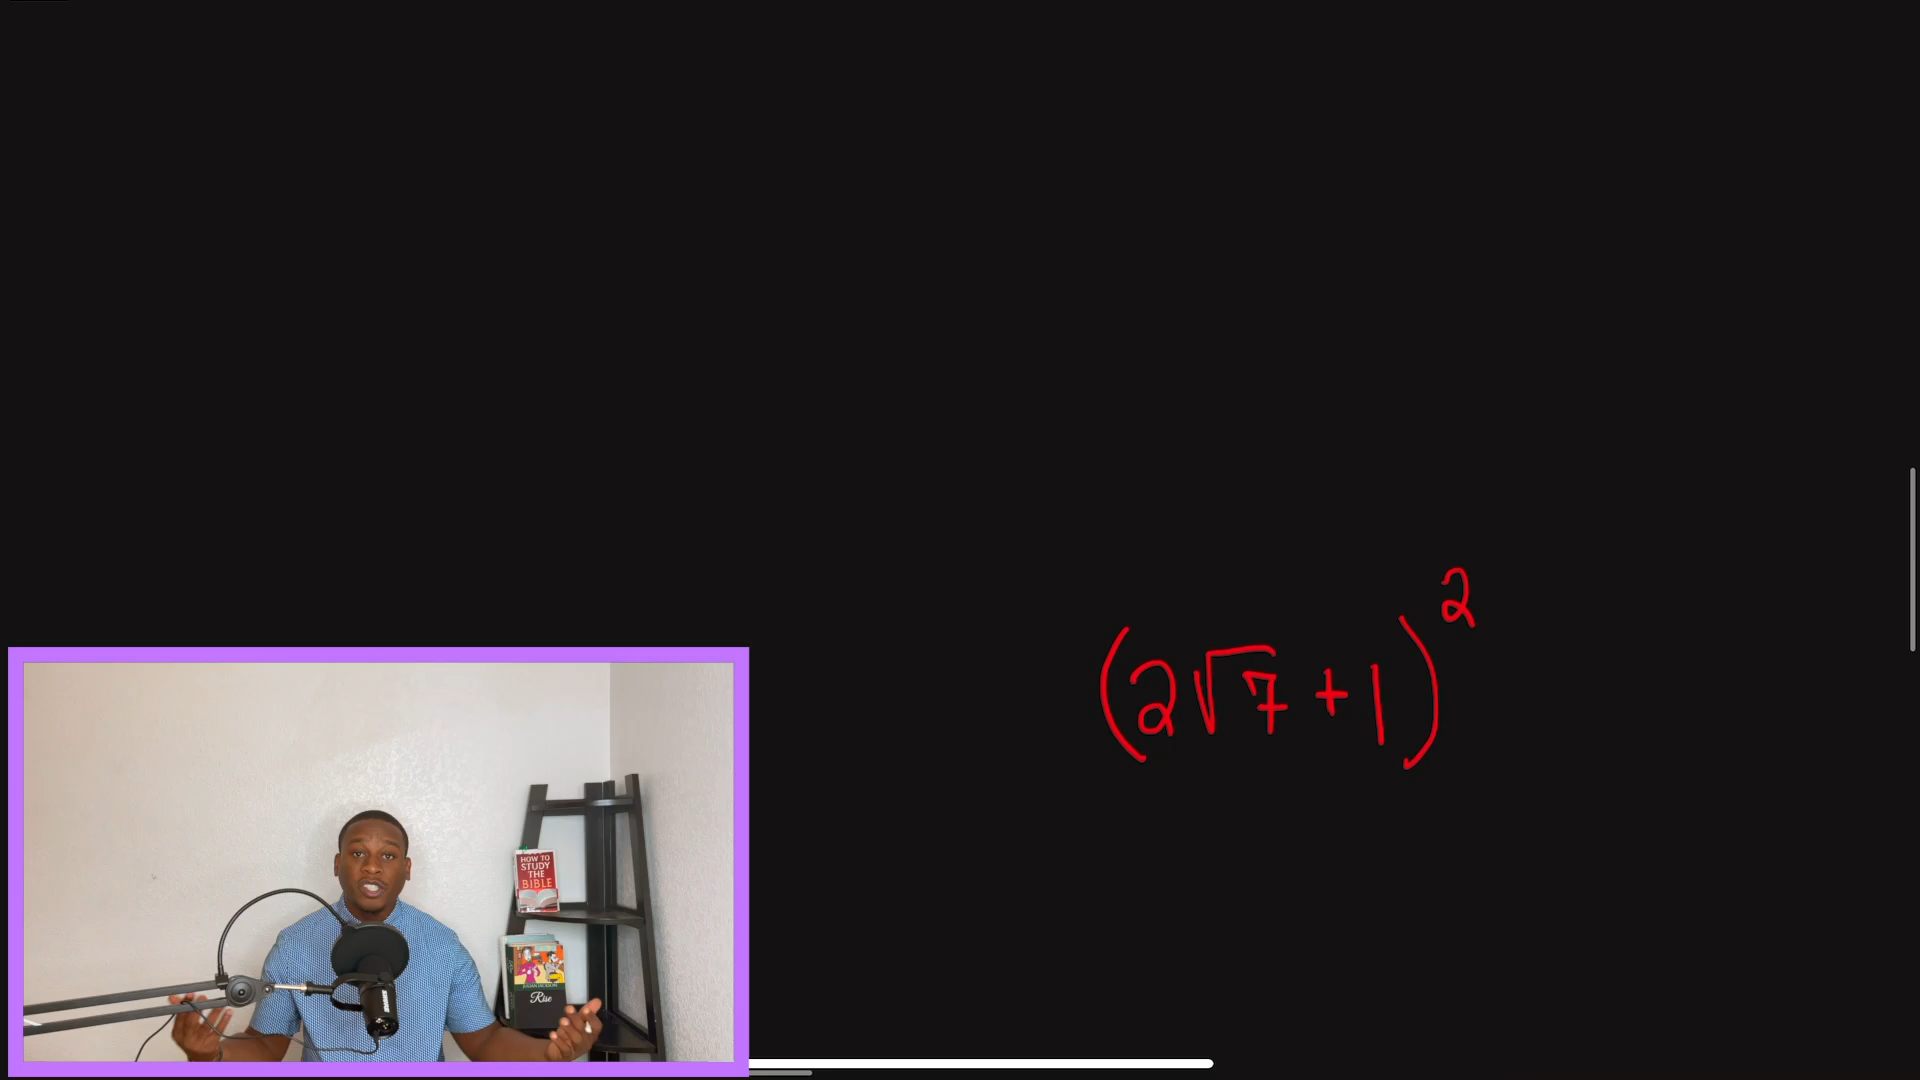 (2√7 + 1)²
HOW TO
STUDY
THE
BIBLE
Rise